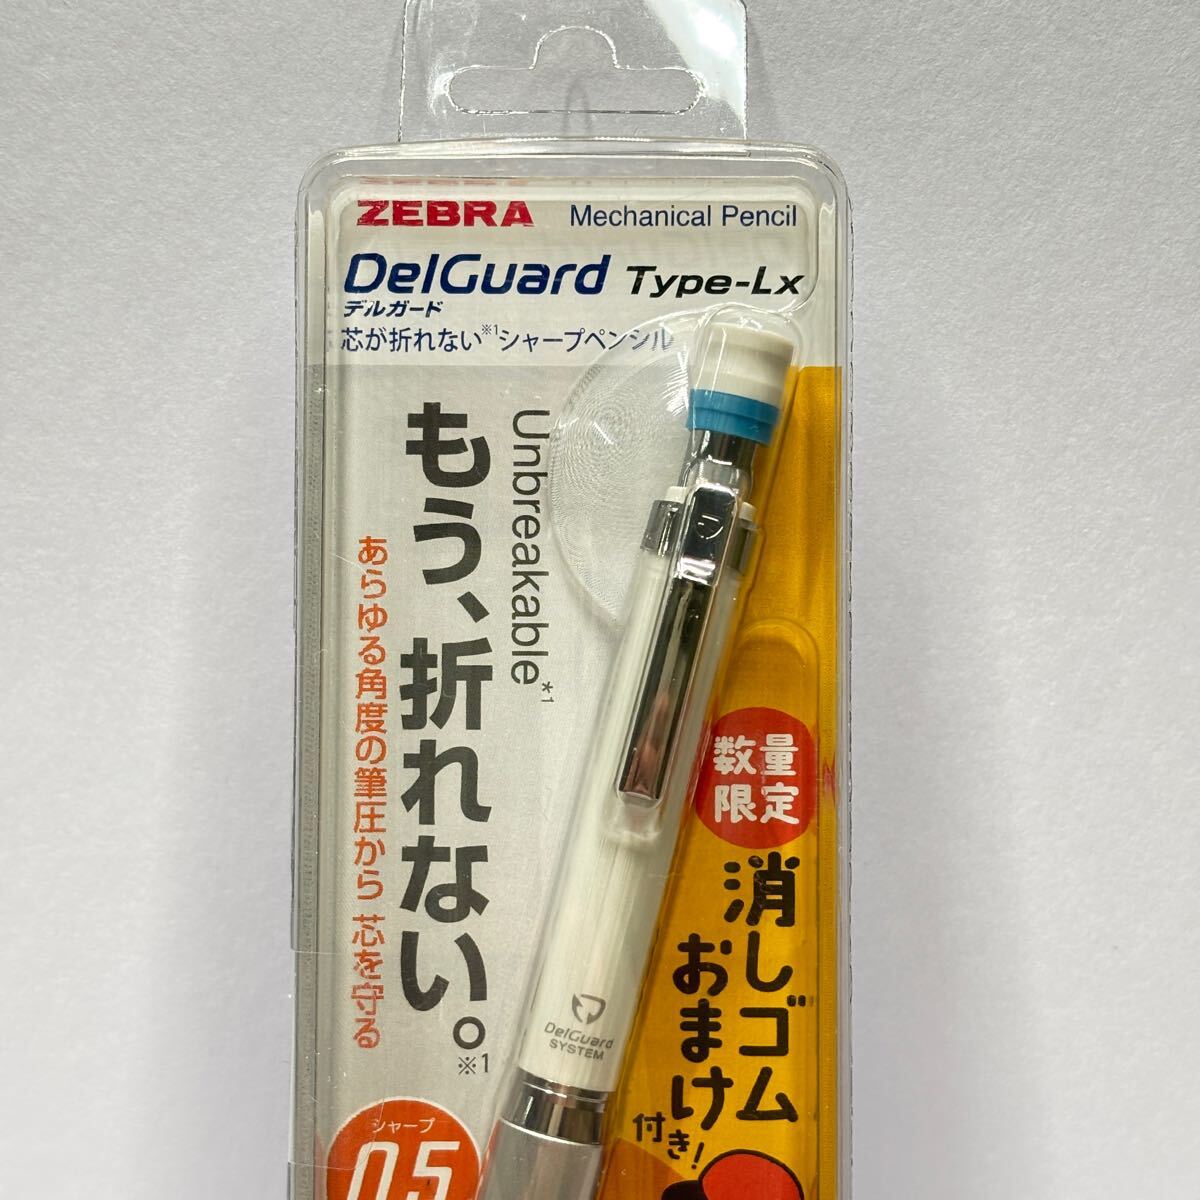 ZEBRA Mechanical Pencil
DelGuard Type-Lx
デルガード
芯が折れない※1シャープペンシル
もう、折れない。※1
Unbreakable*1
あらゆる角度の筆圧から 芯を守る
DelGuard
SYSTEM
シャープ
0.5
数量
限定
消しゴム
おまけ
付き!